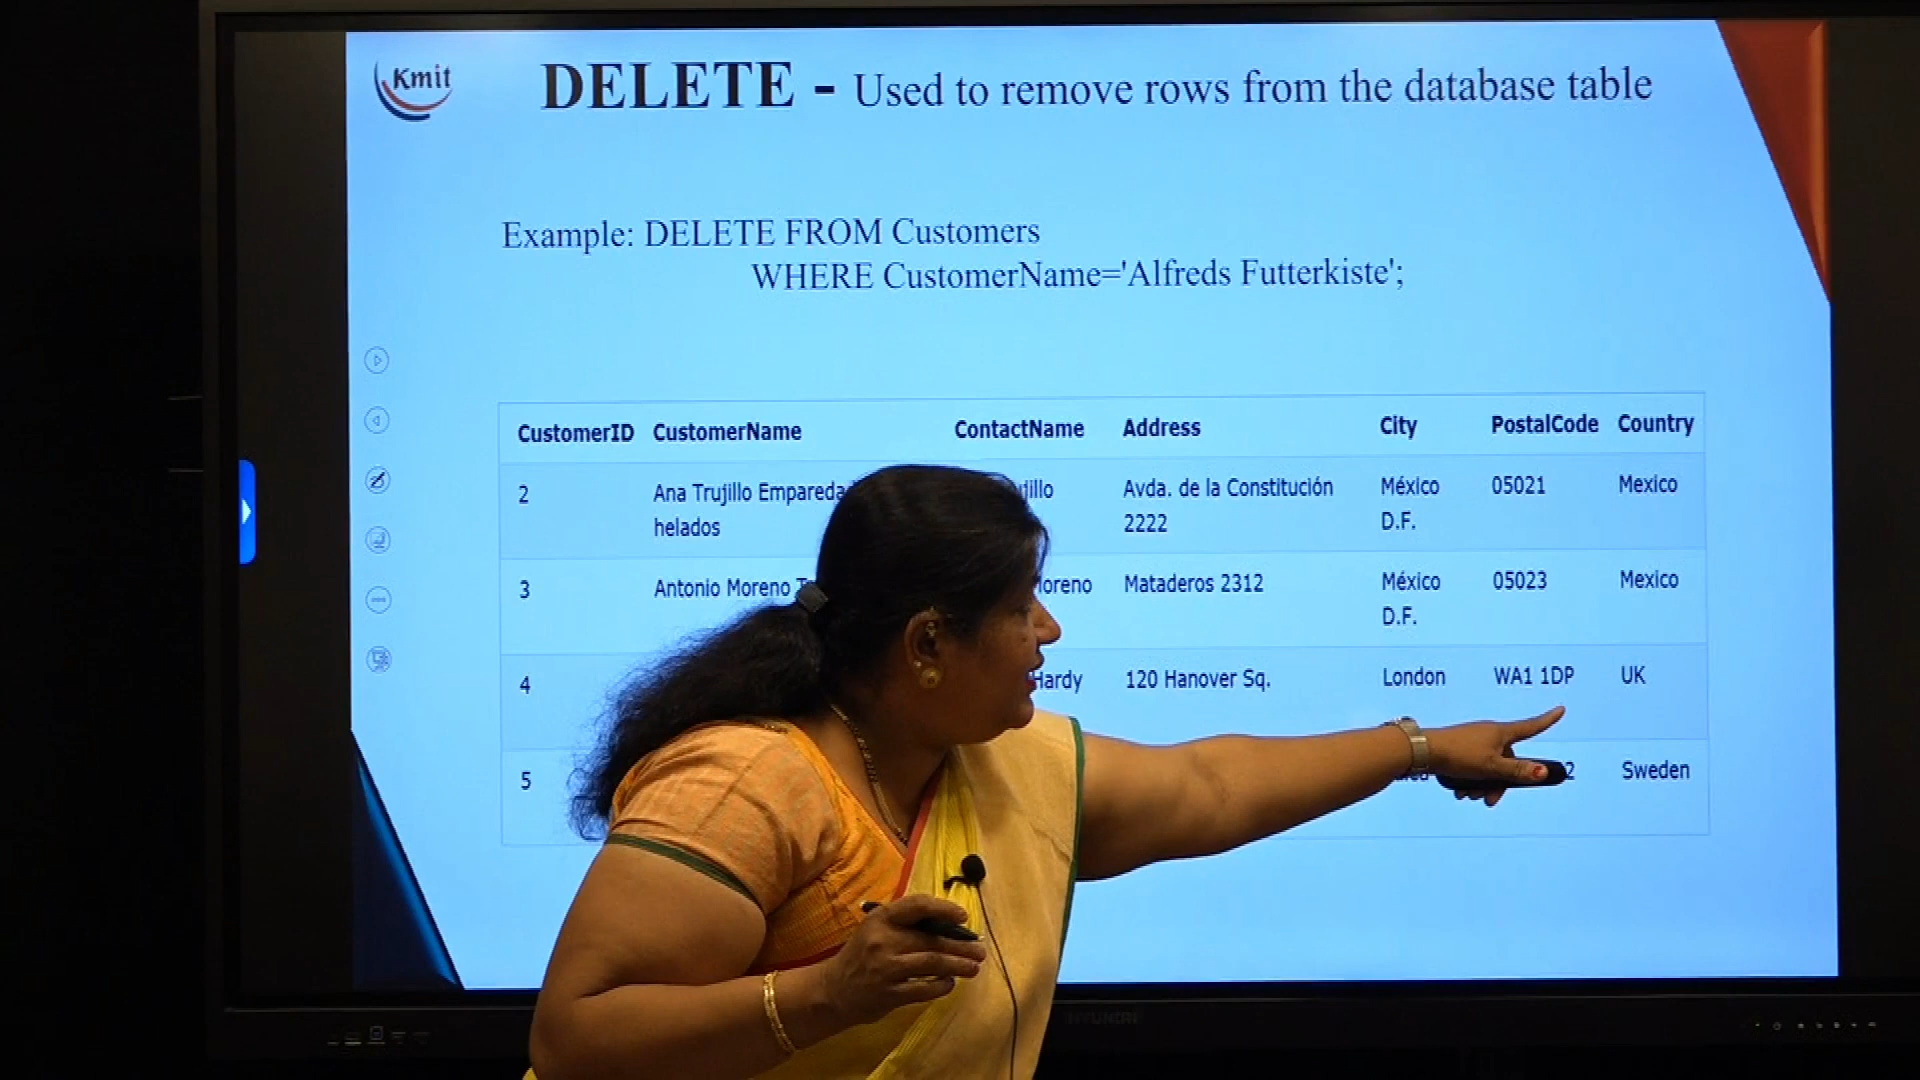 Kmit
DELETE - Used to remove rows from the database table
Example: DELETE FROM Customers
WHERE CustomerName='Alfreds Futterkiste';
CustomerID CustomerName ContactName Address City PostalCode Country
2 Ana Trujillo Avda. de la Constitución México 05021 Mexico
helados 2222 D.F.
3 Antonio Moreno Moreno Mataderos 2312 México 05023 Mexico
D.F.
4 Hardy 120 Hanover Sq. London WA1 1DP UK
5 Sweden
HYUNDAI